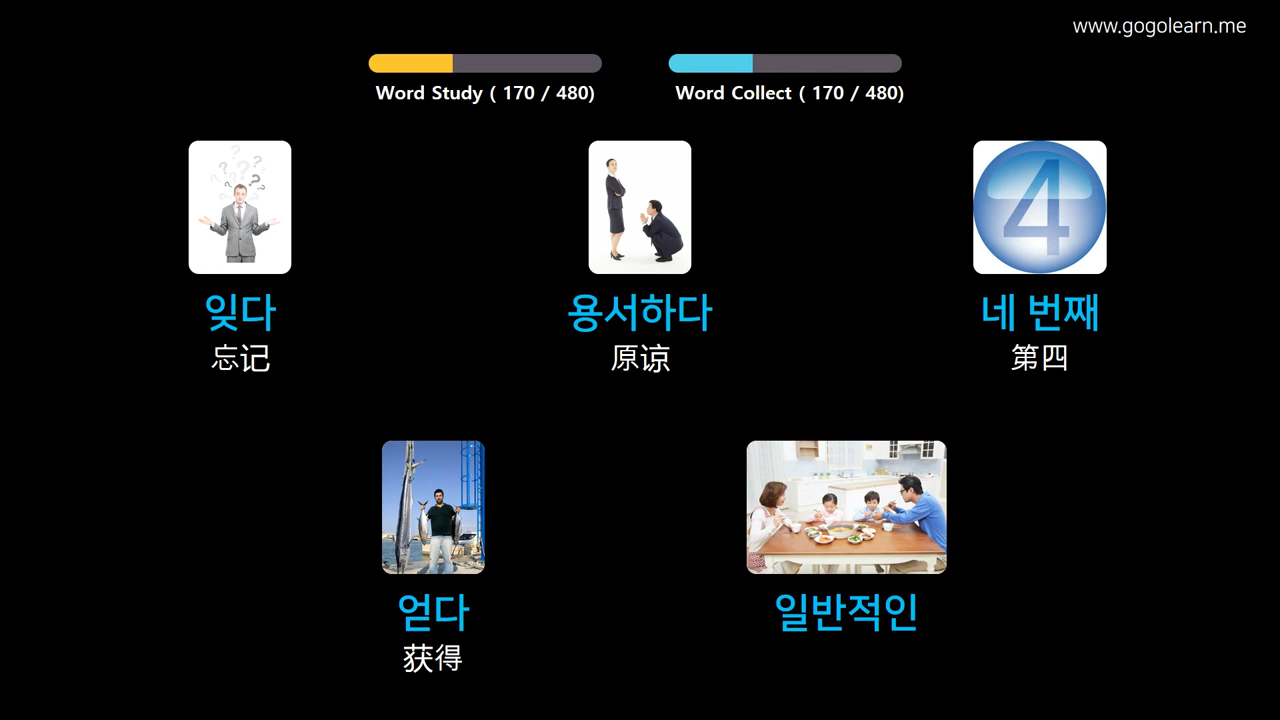 www.gogolearn.me
Word Study ( 170 / 480)
Word Collect ( 170 / 480)
4
잊다
忘记
용서하다
原谅
네 번째
第四
얻다
获得
일반적인